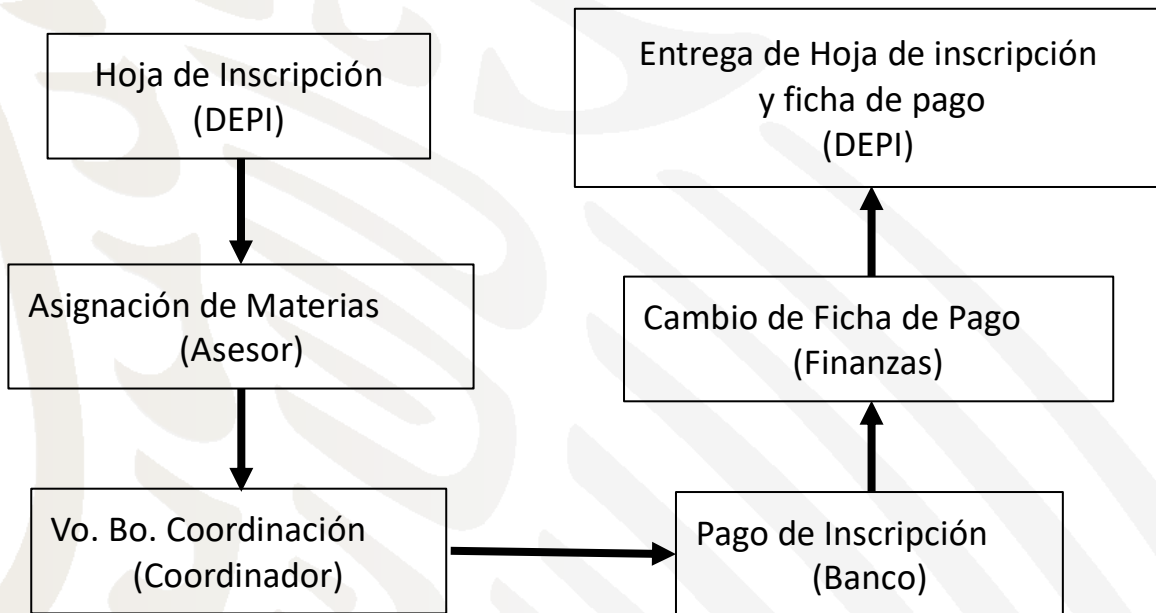 Hoja de Inscripción
(DEPI)
Asignación de Materias
(Asesor)
Vo. Bo. Coordinación
(Coordinador)
Pago de Inscripción
(Banco)
Cambio de Ficha de Pago
(Finanzas)
Entrega de Hoja de inscripción
y ficha de pago
(DEPI)